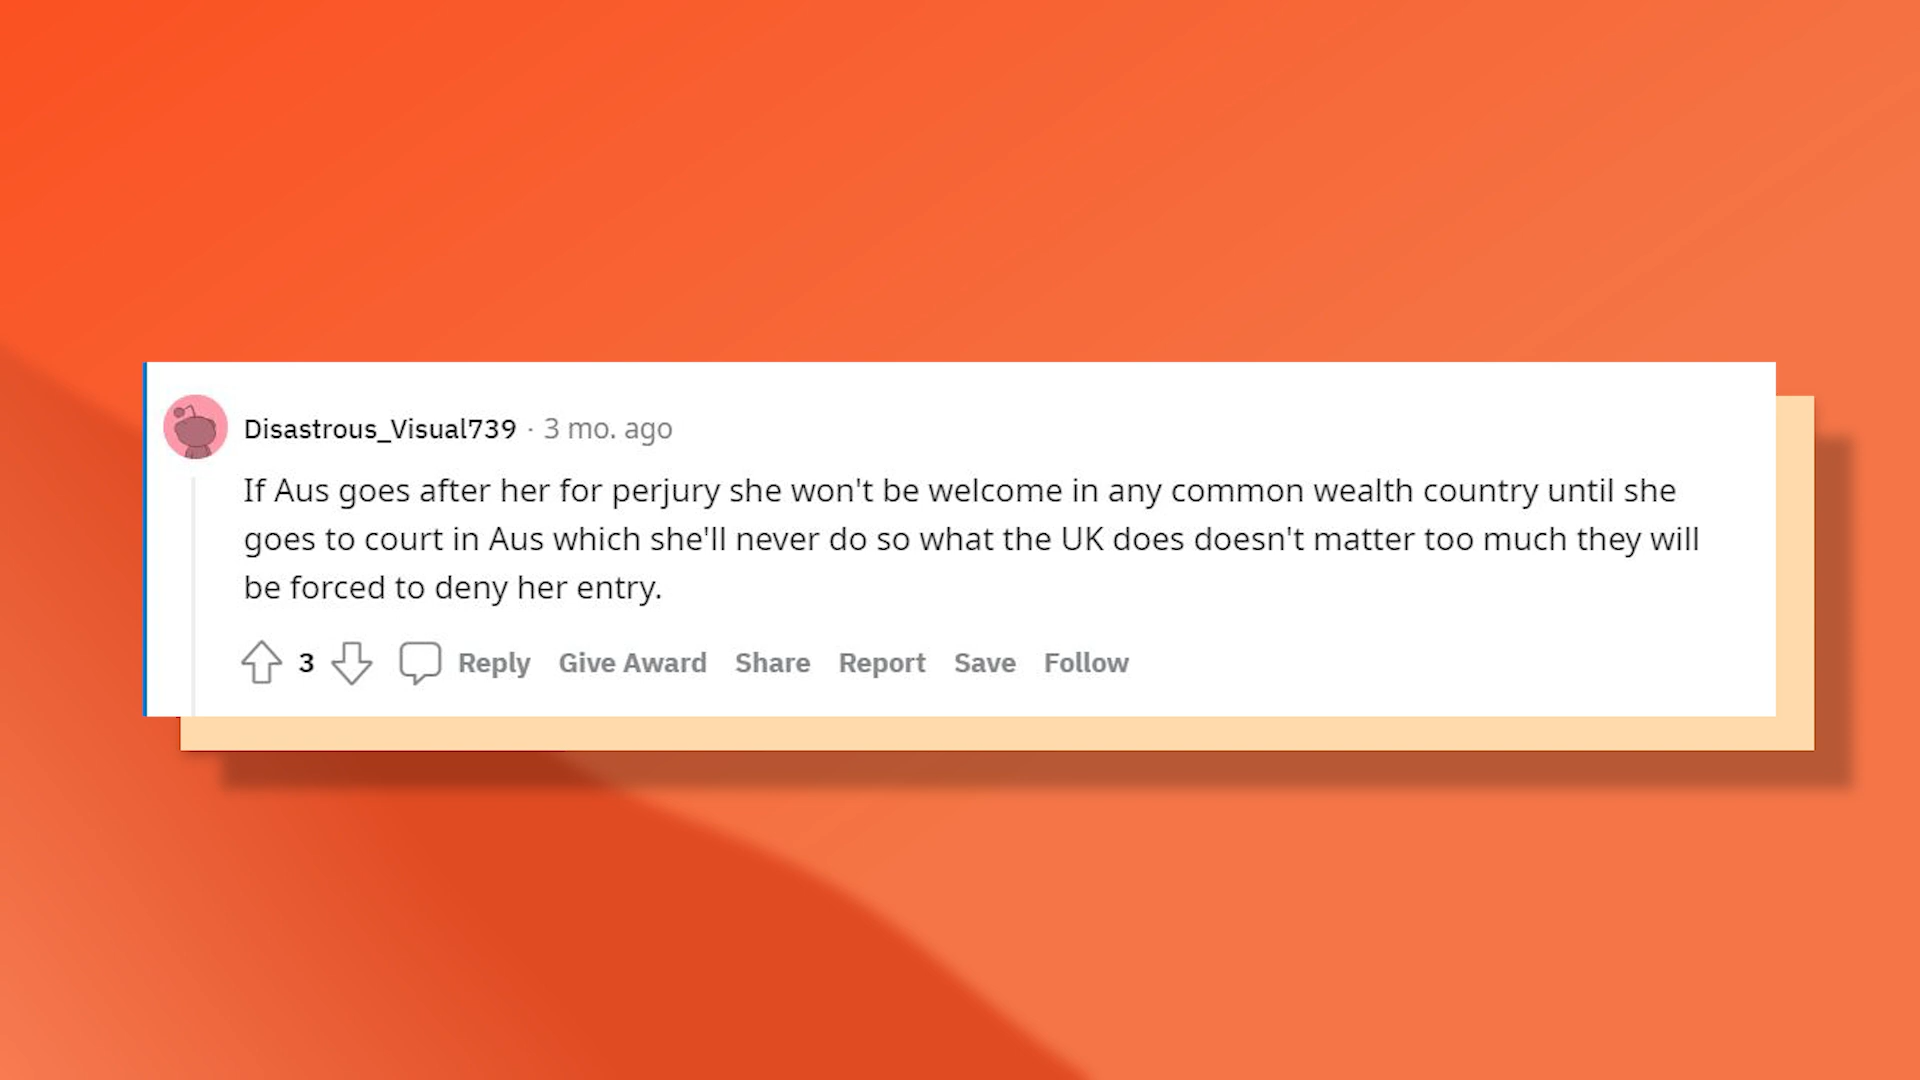 Disastrous_Visual739 · 3 mo. ago
If Aus goes after her for perjury she won't be welcome in any common wealth country until she
goes to court in Aus which she'll never do so what the UK does doesn't matter too much they will
be forced to deny her entry.
3 Reply Give Award Share Report Save Follow